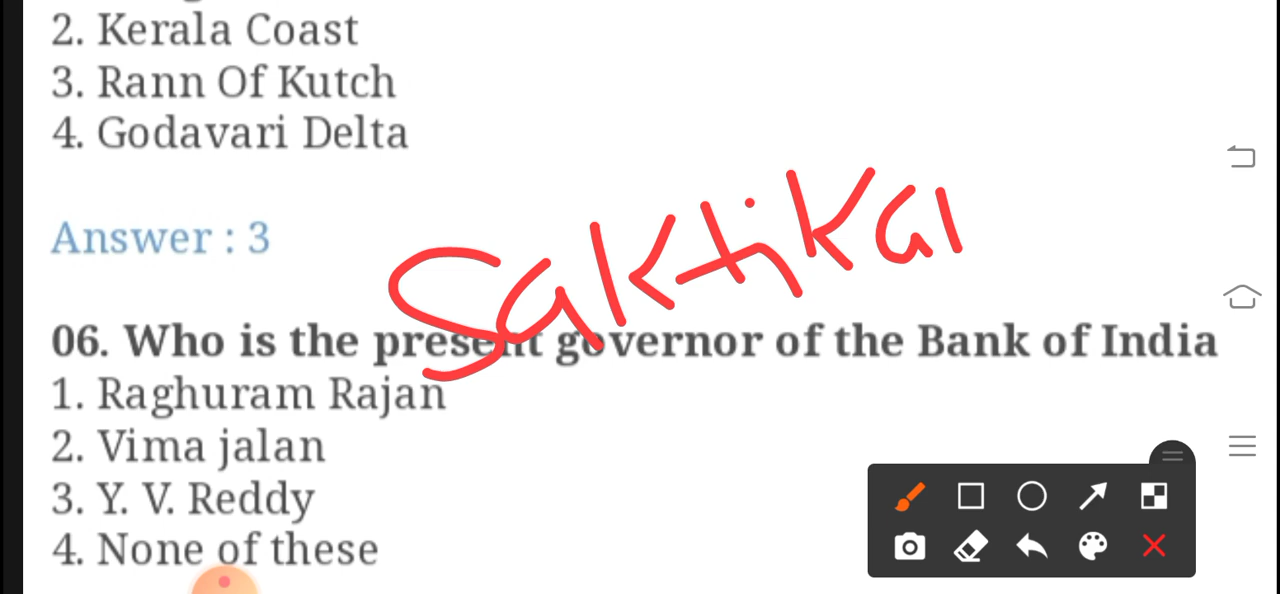 2. Kerala Coast
3. Rann Of Kutch
4. Godavari Delta
Answer : 3
Saktikal
06. Who is the present governor of the Bank of India
1. Raghuram Rajan
2. Vima jalan
3. Y. V. Reddy
4. None of these